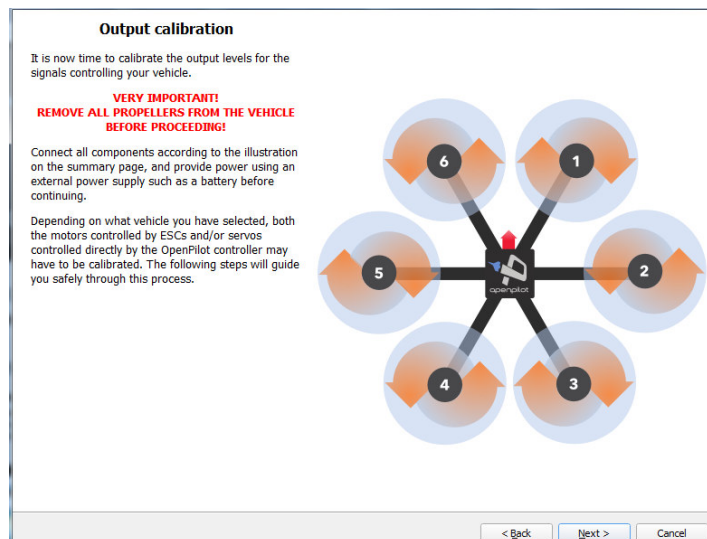 Output calibration
It is now time to calibrate the output levels for the
signals controlling your vehicle.
VERY IMPORTANT!
REMOVE ALL PROPELLERS FROM THE VEHICLE
BEFORE PROCEEDING!
Connect all components according to the illustration
on the summary page, and provide power using an
external power supply such as a battery before
continuing.
Depending on what vehicle you have selected, both
the motors controlled by ESCs and/or servos
controlled directly by the OpenPilot controller may
have to be calibrated. The following steps will guide
you safely through this process.
6
1
5
openpilot
2
4
3
< Back
Next >
Cancel